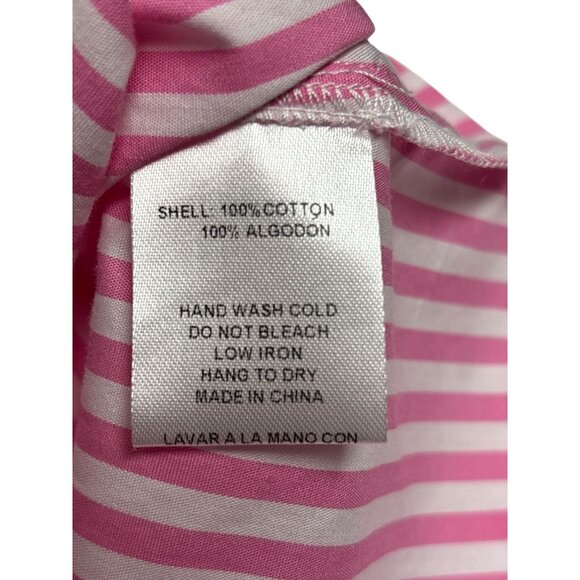 SHELL: 100% COTTON
100% ALGODON
HAND WASH COLD
DO NOT BLEACH
LOW IRON
HANG TO DRY
MADE IN CHINA
LAVAR A LA MANO CON